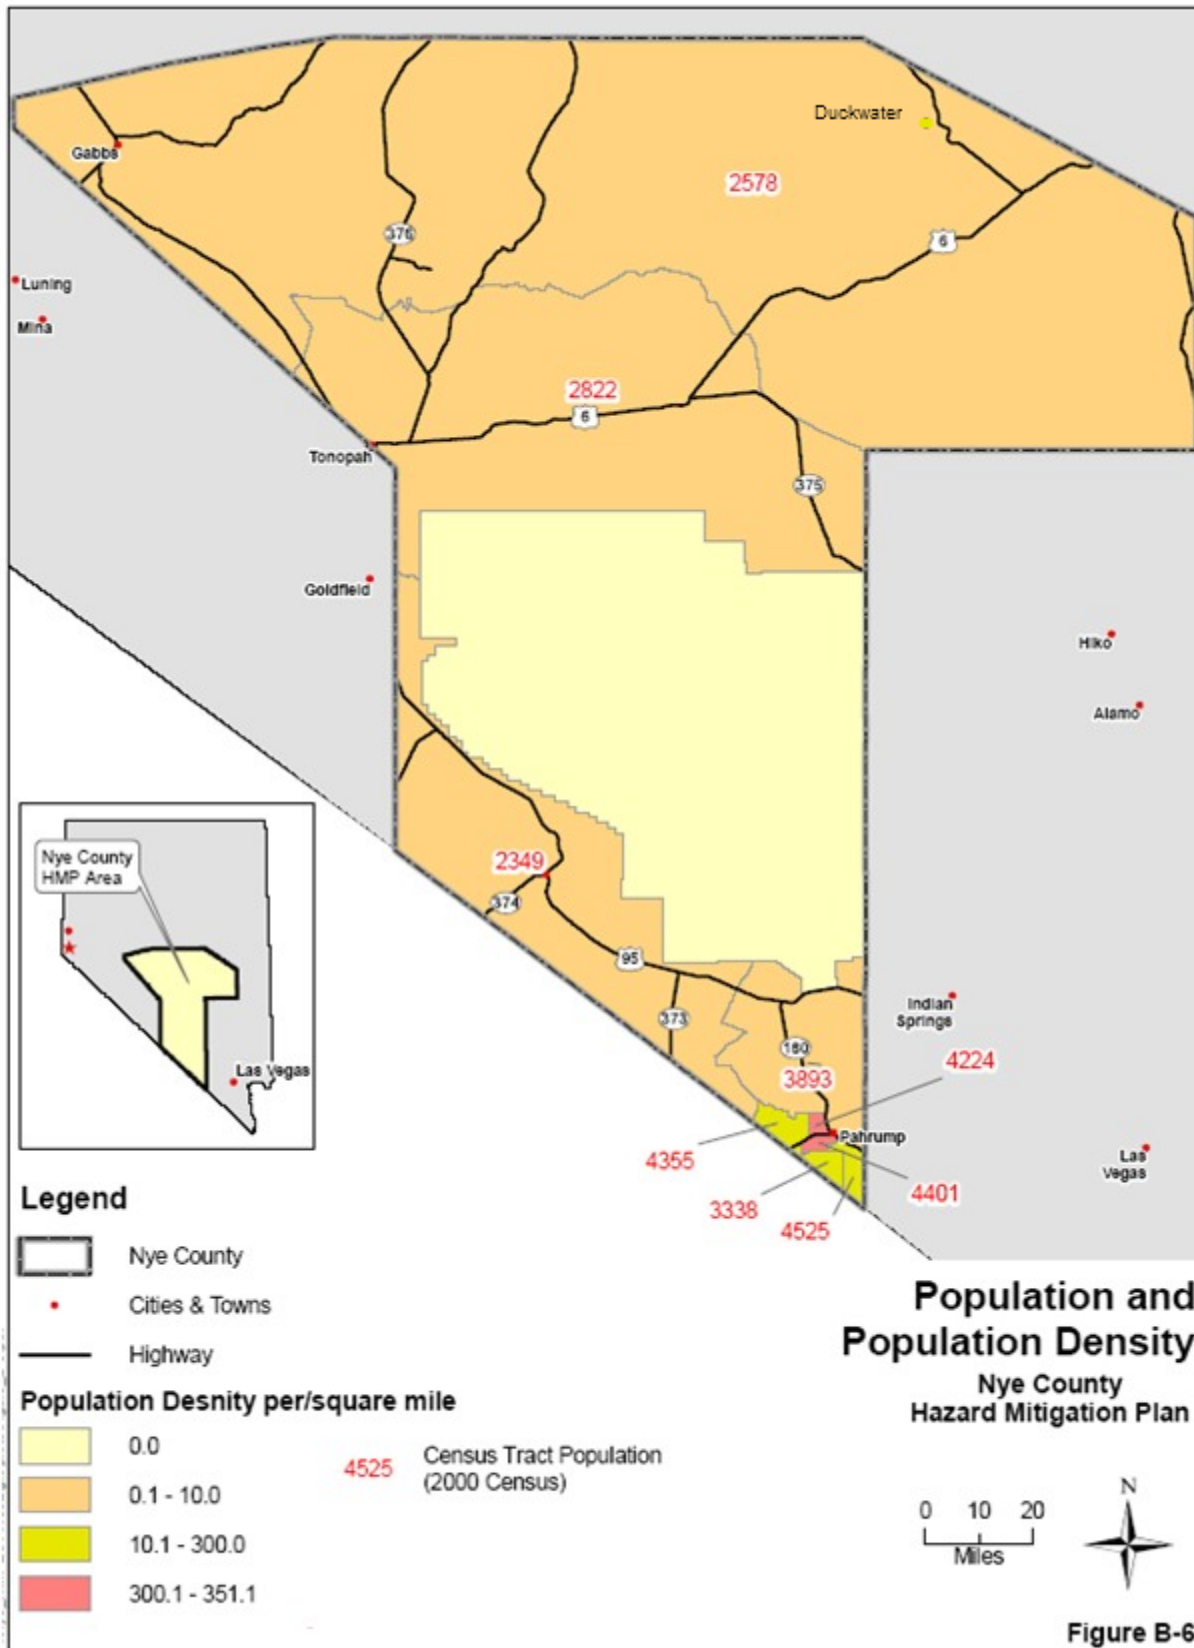 Duckwater
Gabbs
2578
376
6
Luning
Mina
2822
6
Tonopah
375
Goldfield
Hiko
Alamo
2349
374
95
Nye County
HMP Area
Indian
Springs
373
160
4224
3893
Las Vegas
Pahrump
4355
Las
Vegas
4401
3338
4525
Legend
Nye County
Cities & Towns
Highway
Population Desnity per/square mile
0.0
0.1 - 10.0
10.1 - 300.0
300.1 - 351.1
4525
Census Tract Population
(2000 Census)
Population and
Population Density
Nye County
Hazard Mitigation Plan
0 10 20
Miles
N
Figure B-6